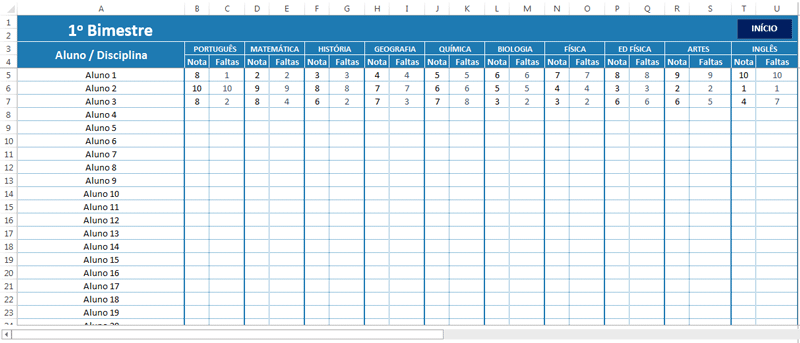 A B C D E F G H I J K L M N O P Q R S T U
1 1º Bimestre INÍCIO
2
3 Aluno / Disciplina PORTUGUÊS MATEMÁTICA HISTÓRIA GEOGRAFIA QUÍMICA BIOLOGIA FÍSICA ED FÍSICA ARTES INGLÊS
4 Nota Faltas Nota Faltas Nota Faltas Nota Faltas Nota Faltas Nota Faltas Nota Faltas Nota Faltas Nota Faltas Nota Faltas
5 Aluno 1 8 1 2 2 3 3 4 4 5 5 6 6 7 7 8 8 9 9 10 10
6 Aluno 2 10 10 9 9 8 8 7 7 6 6 5 5 4 4 3 3 2 2 1 1
7 Aluno 3 8 2 8 4 6 2 7 3 7 8 3 2 3 2 6 6 6 5 4 7
8 Aluno 4
9 Aluno 5
10 Aluno 6
11 Aluno 7
12 Aluno 8
13 Aluno 9
14 Aluno 10
15 Aluno 11
16 Aluno 12
17 Aluno 13
18 Aluno 14
19 Aluno 15
20 Aluno 16
21 Aluno 17
22 Aluno 18
23 Aluno 19
24 Aluno 20